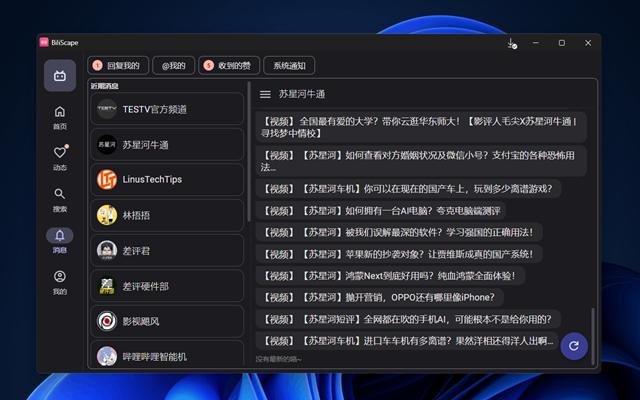 BiliScape
1 回复我的
@我的
5 收到的赞
系统通知
近期消息
苏星河牛通
首页
动态
搜索
消息
我的
TESTV官方频道
苏星河牛通
LinusTechTips
林捂捂
差评君
差评硬件部
影视飓风
哔哩哔哩智能机
【视频】 全国最有爱的大学？带你云逛华东师大！【影评人毛尖X苏星河牛通 |
寻找梦中情校】
【视频】【苏星河】如何查看对方婚姻状况及微信小号？支付宝的各种恐怖用
法...
【视频】【苏星河车机】你可以在现在的国产车上，玩到多少离谱游戏？
【视频】【苏星河】如何拥有一台AI电脑？夸克电脑端测评
【视频】【苏星河】被我们误解最深的软件？学习强国的正确用法！
【视频】【苏星河】苹果新的抄袭对象？让贾维斯成真的国产系统！
【视频】【苏星河】鸿蒙Next到底好用吗？纯血鸿蒙全面体验！
【视频】【苏星河】抛开营销，OPPO还有哪里像iPhone？
【视频】【苏星河短评】全网都在吹的手机AI，可能根本不是给你用的？
【视频】【苏星河车机】进口车车机有多离谱？果然洋相还得洋人出啊...
没有最新的咯~